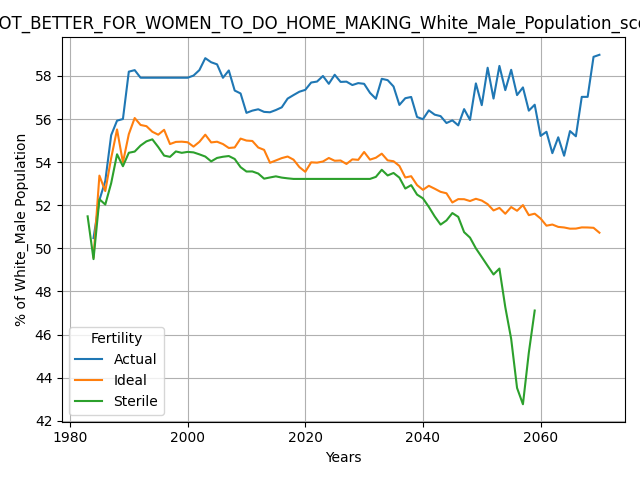 OT_BETTER_FOR_WOMEN_TO_DO_HOME_MAKING_White_Male_Population_sc
% of White_Male Population
58
56
54
52
50
48
46
44
42
Fertility
Actual
Ideal
Sterile
1980
2000
2020
2040
2060
Years